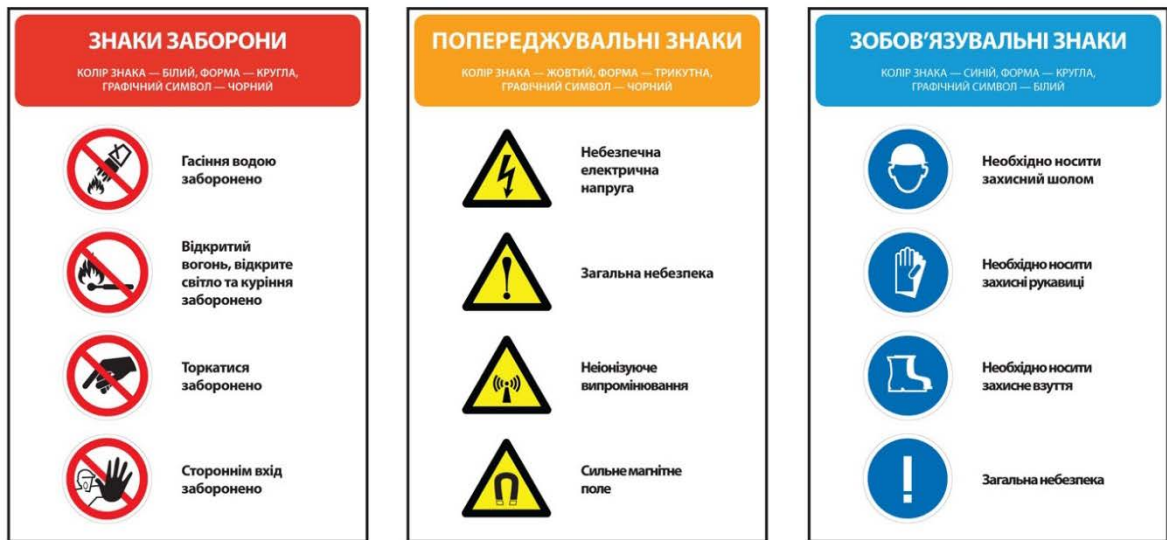 ЗНАКИ ЗАБОРОНИ
КОЛІР ЗНАКА — БІЛИЙ, ФОРМА — КРУГЛА,
ГРАФІЧНИЙ СИМВОЛ — ЧОРНИЙ
Гасіння водою
заборонено
Відкритий
вогонь, відкрите
світло та куріння
заборонено
Торкатися
заборонено
Стороннім вхід
заборонено
ПОПЕРЕДЖУВАЛЬНІ ЗНАКИ
КОЛІР ЗНАКА — ЖОВТИЙ, ФОРМА — ТРИКУТНА,
ГРАФІЧНИЙ СИМВОЛ — ЧОРНИЙ
Небезпечна
електрична
напруга
Загальна небезпека
Неіонізуюче
випромінювання
Сильне магнітне
поле
ЗОБОВ’ЯЗУВАЛЬНІ ЗНАКИ
КОЛІР ЗНАКА — СИНІЙ, ФОРМА — КРУГЛА,
ГРАФІЧНИЙ СИМВОЛ — БІЛИЙ
Необхідно носити
захисний шолом
Необхідно носити
захисні рукавиці
Необхідно носити
захисне взуття
Загальна небезпека